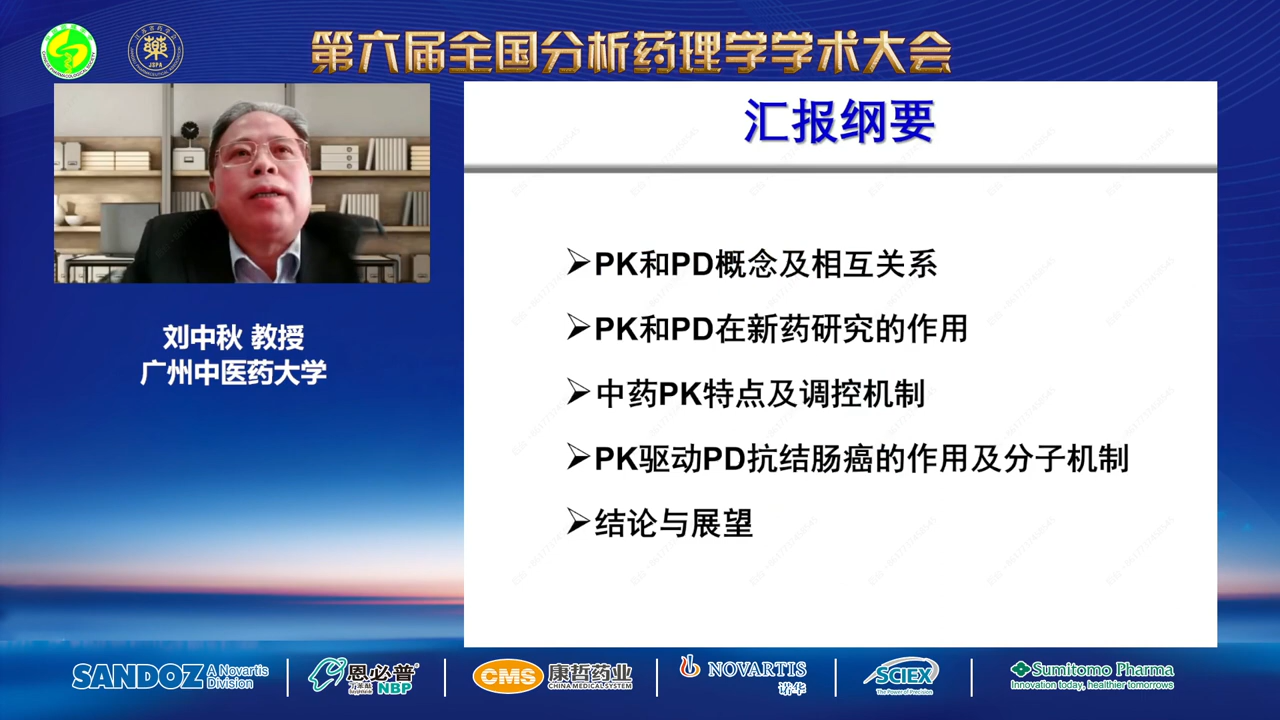 第六届全国分析药理学学术大会
JSPA
汇报纲要
➢PK和PD概念及相互关系
➢PK和PD在新药研究的作用
➢中药PK特点及调控机制
➢PK驱动PD抗结肠癌的作用及分子机制
➢结论与展望
刘中秋 教授
广州中医药大学
SANDOZ A Novartis Division
恩必普 NBP
CMS 康哲药业
CHINA MEDICAL SYSTEM
NOVARTIS
诺华
SCIEX
The Power of Precision
Sumitomo Pharma
Innovation today, healthier tomorrows